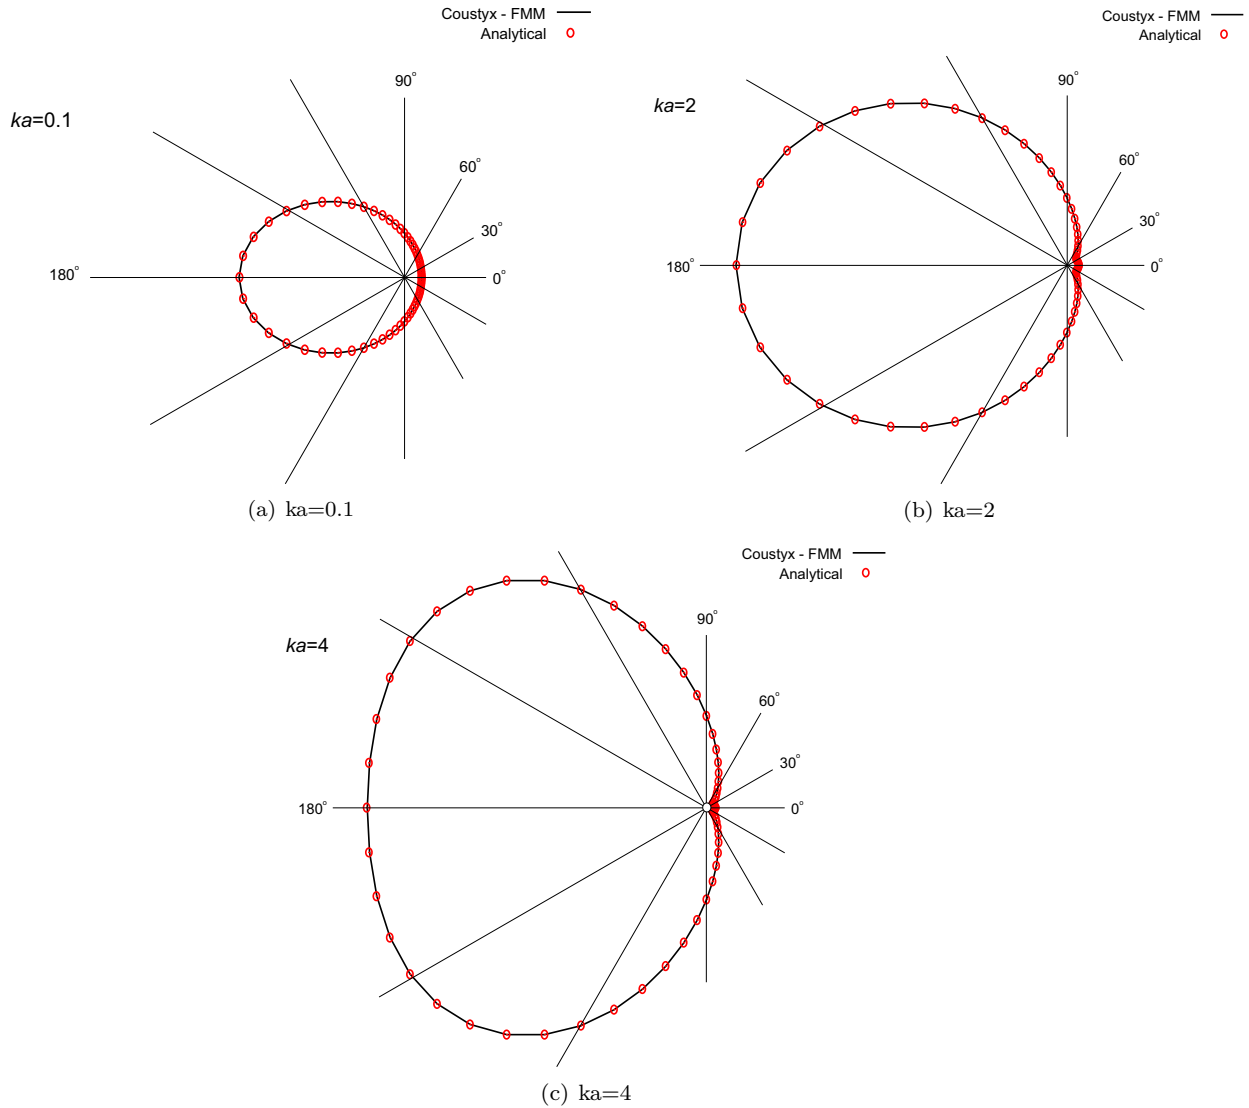 Coustyx - FMM
Analytical
ka=0.1
90°
60°
30°
180°
0°
(a) ka=0.1
Coustyx - FMM
Analytical
ka=2
90°
60°
30°
180°
0°
(b) ka=2
Coustyx - FMM
Analytical
ka=4
90°
60°
30°
180°
0°
(c) ka=4